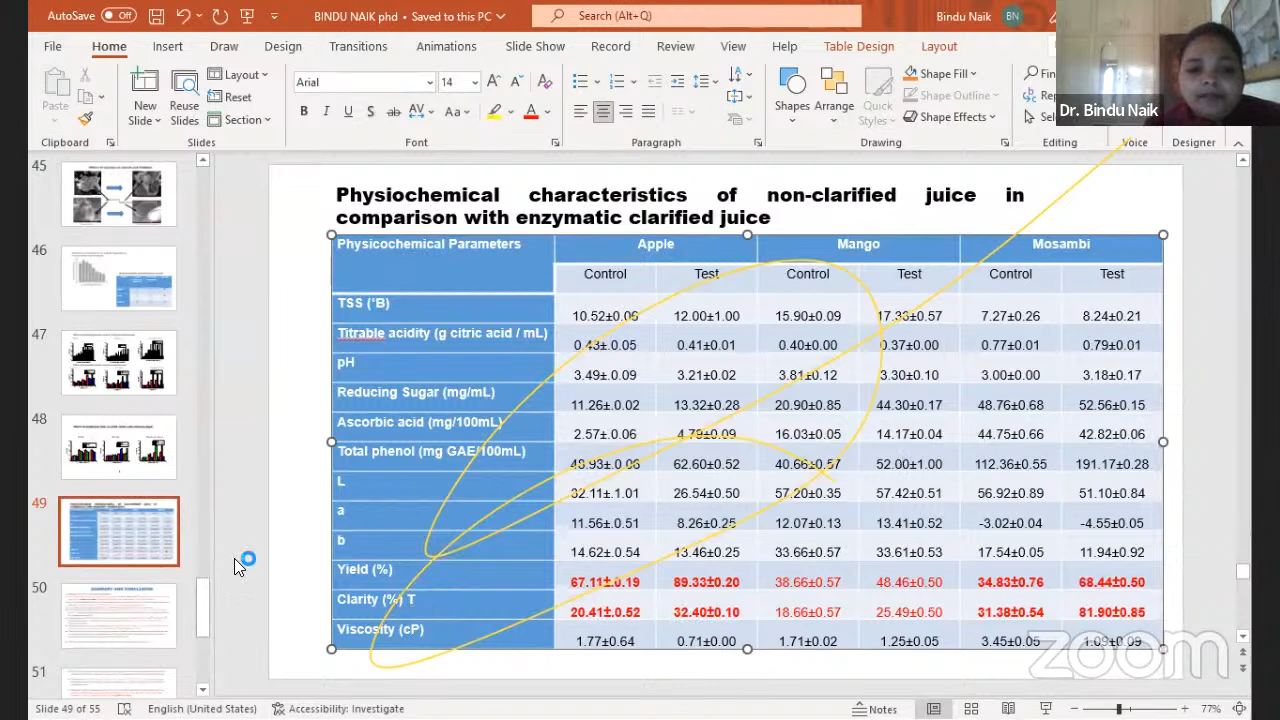 AutoSave Off BINDU NAIK phd • Saved to this PC Search (Alt+Q) Bindu Naik BN
File Home Insert Draw Design Transitions Animations Slide Show Record Review View Help Table Design Layout
Paste New Slide Reuse Slides Layout Reset Section Arial 14 Shapes Arrange Quick Styles Shape Fill Shape Outline Shape Effects
Dr. Bindu Naik
Clipboard Slides Font Paragraph Drawing Editing Voice Designer
45
46
47
48
49
50
51
Physiochemical characteristics of non-clarified juice in
comparison with enzymatic clarified juice
Physicochemical Parameters Apple Mango Mosambi
Control Test Control Test Control Test
TSS (°B) 10.52±0.06 12.00±1.00 15.90±0.09 17.36±0.57 7.27±0.26 8.24±0.21
Titrable acidity (g citric acid / mL) 0.43±.0.05 0.41±0.01 0.40±0.00 0.37±0.00 0.77±0.01 0.79±0.01
pH 3.49±.0.09 3.21±0.02 3.81±0.12 3.30±0.10 3.00±0.00 3.18±0.17
Reducing Sugar (mg/mL) 11.26±.0.02 13.32±0.28 20.90±0.85 44.30±0.17 48.76±0.68 52.56±0.15
Ascorbic acid (mg/100mL) 2.57±.0.06 4.79±0.09 16.03±0.05 14.17±0.04 44.75±0.66 42.82±0.06
Total phenol (mg GAE/100mL) 62.60±0.52 40.66±0.57 52.00±1.00 112.36±0.55 191.17±0.28
L 32.11±.1.01 26.54±0.50 57.20±0.35 57.42±0.51 56.92±0.89 51.10±0.84
a 11.56±.0.51 8.26±0.25 12.07±0.13 13.41±0.52 -3.02±0.04 -4.55±0.05
b 14.62±.0.54 13.46±0.25 33.66±0.57 33.61±0.53 17.54±0.05 11.94±0.92
Yield (%) 67.11±0.19 89.33±0.20 38.66±0.57 48.46±0.50 34.83±0.76 68.44±0.50
Clarity (%) T 20.41±0.52 32.40±0.10 18.66±0.57 25.49±0.50 31.38±0.54 81.90±0.85
Viscosity (cP) 1.77±0.64 0.71±0.00 1.71±0.02 1.25±0.05 3.45±0.05 1.09±0.09
zoom
Slide 49 of 55 English (United States) Accessibility: Investigate Notes 77%